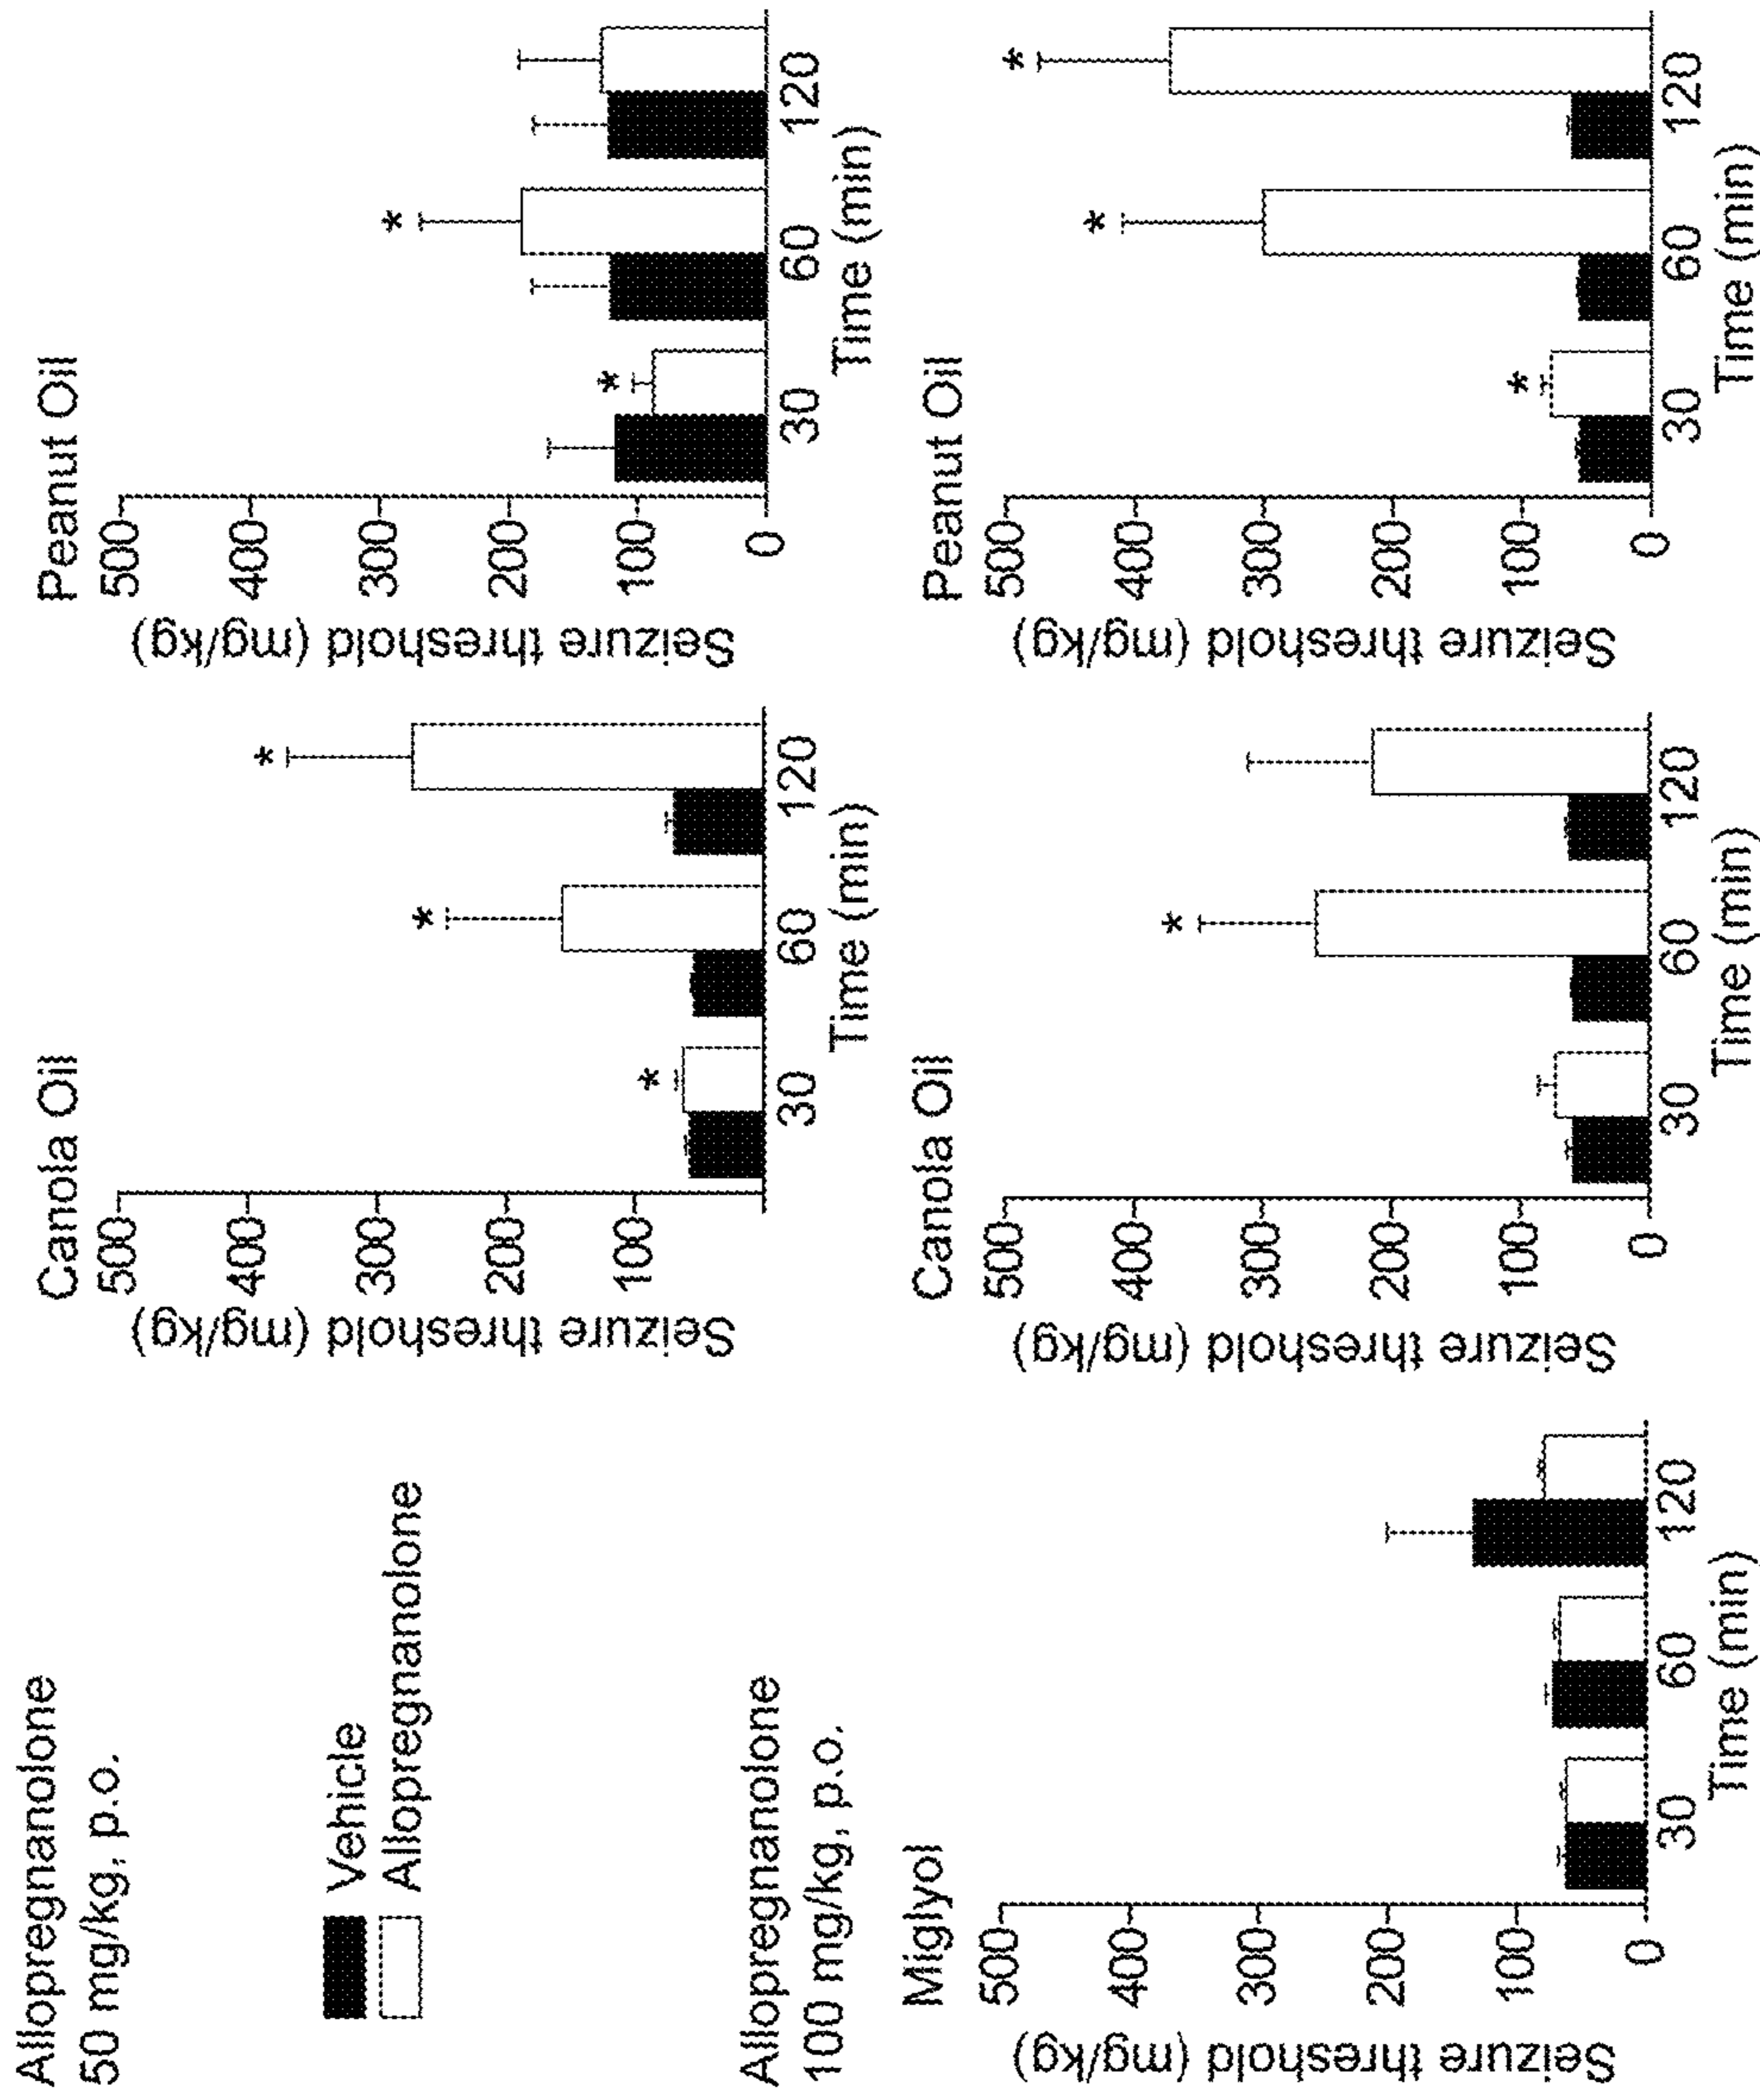 Allopregnanolone
50 mg/kg, p.o.
Vehicle
Allopregnanolone
Canola Oil
Seizure threshold (mg/kg)
500
400
300
200
100
30 60 120
Time (min)
*
*
*
Peanut Oil
Seizure threshold (mg/kg)
500
400
300
200
100
0
30 60 120
Time (min)
*
*
Allopregnanolone
100 mg/kg, p.o.
Miglyol
Seizure threshold (mg/kg)
500
400
300
200
100
0
30 60 120
Time (min)
Canola Oil
Seizure threshold (mg/kg)
500
400
300
200
100
0
30 60 120
Time (min)
*
Peanut Oil
Seizure threshold (mg/kg)
500
400
300
200
100
0
30 60 120
Time (min)
*
*
*